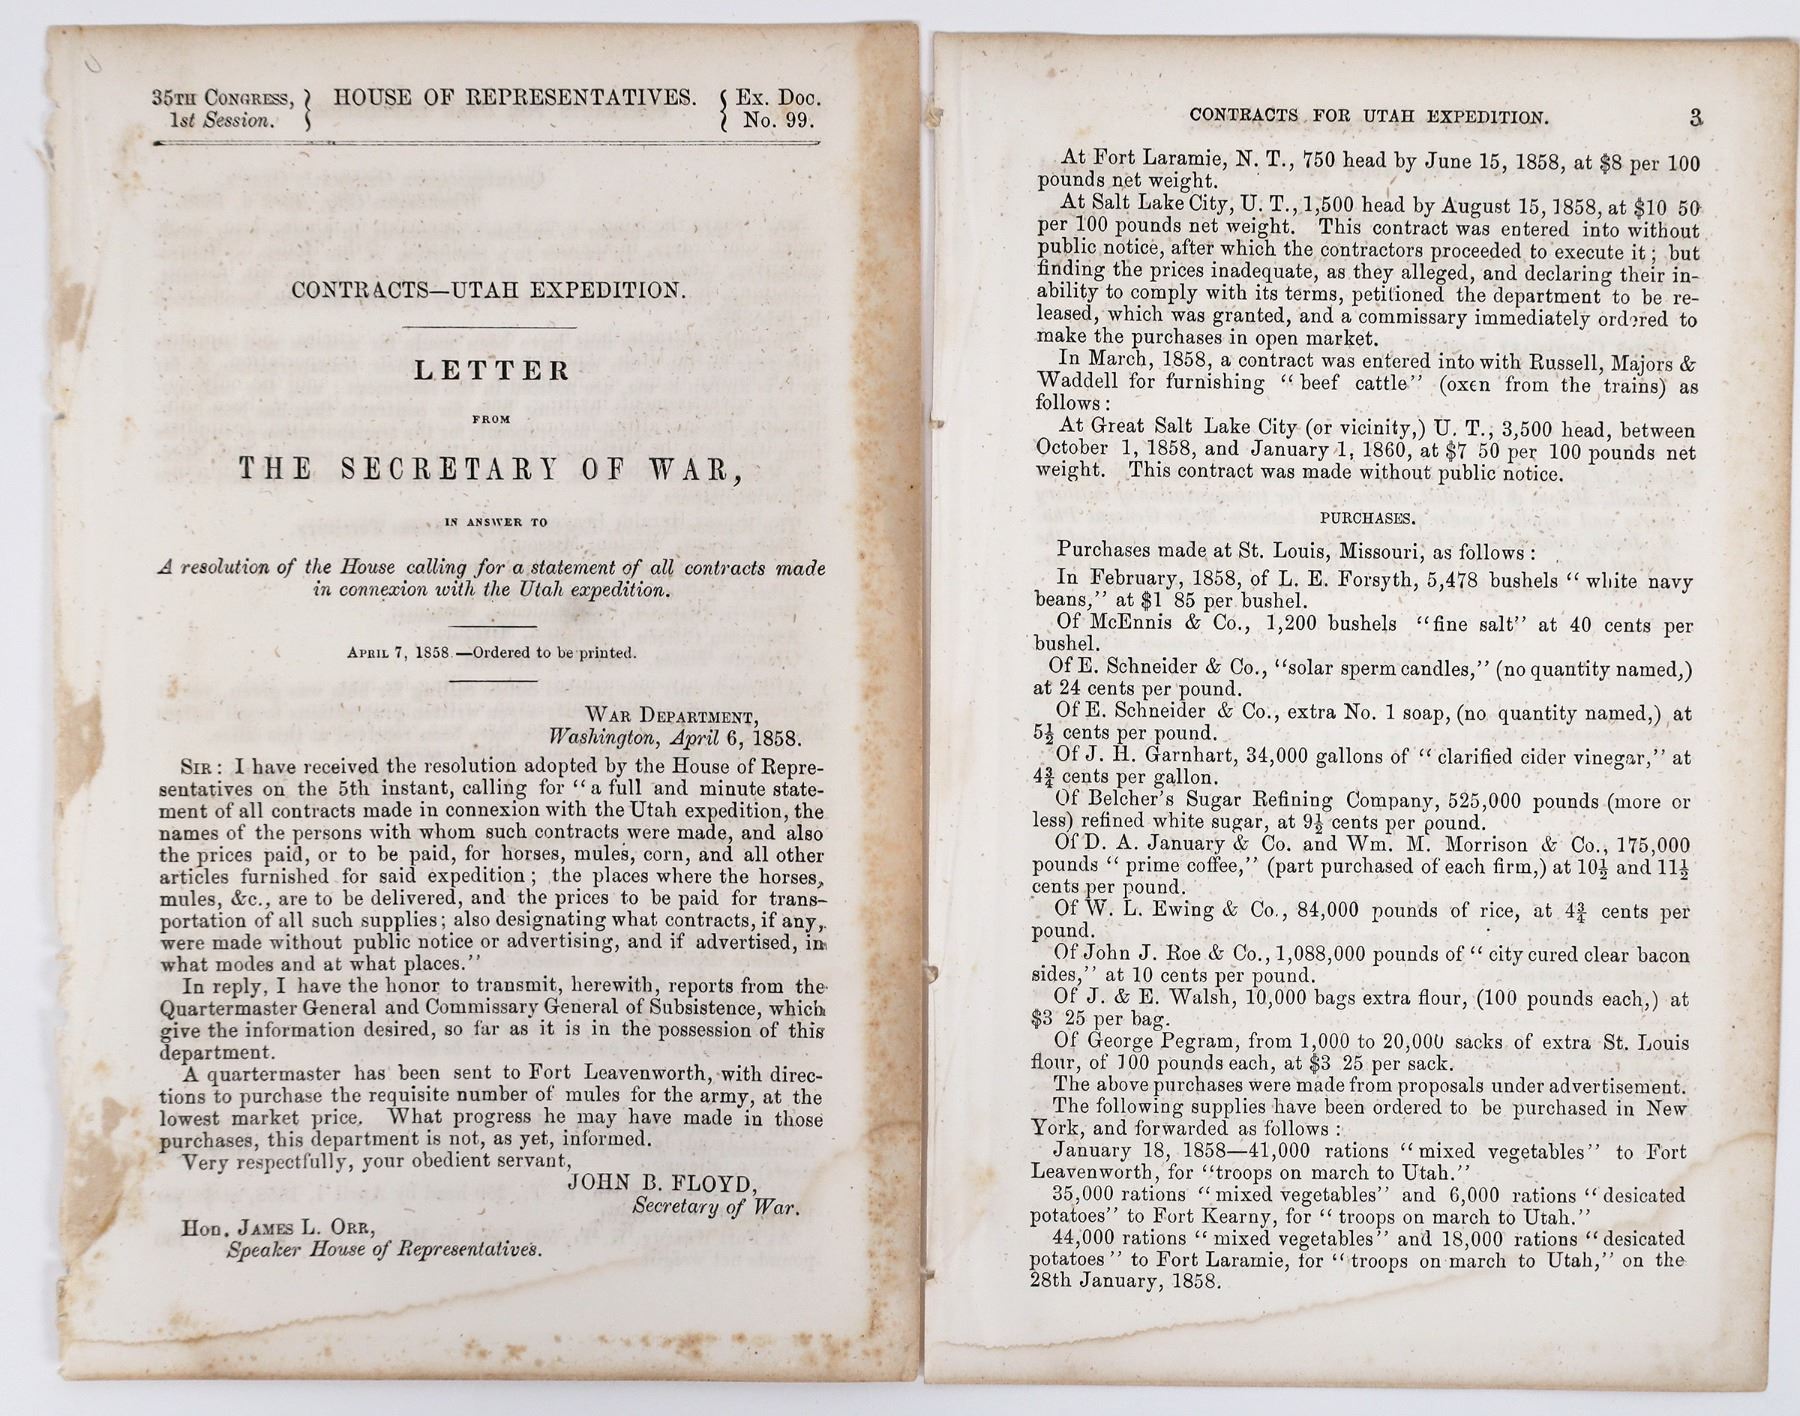 35TH CONGRESS, } HOUSE OF REPRESENTATIVES. { Ex. Doc.
1st Session. } { No. 99.
CONTRACTS—UTAH EXPEDITION.
LETTER
FROM
THE SECRETARY OF WAR,
IN ANSWER TO
A resolution of the House calling for a statement of all contracts made
in connexion with the Utah expedition.
APRIL 7, 1858.—Ordered to be printed.
WAR DEPARTMENT,
Washington, April 6, 1858.
SIR: I have received the resolution adopted by the House of Repre-
sentatives on the 5th instant, calling for "a full and minute state-
ment of all contracts made in connexion with the Utah expedition, the
names of the persons with whom such contracts were made, and also
the prices paid, or to be paid, for horses, mules, corn, and all other
articles furnished for said expedition; the places where the horses,
mules, &c., are to be delivered, and the prices to be paid for trans-
portation of all such supplies; also designating what contracts, if any,
were made without public notice or advertising, and if advertised, in
what modes and at what places."
In reply, I have the honor to transmit, herewith, reports from the
Quartermaster General and Commissary General of Subsistence, which
give the information desired, so far as it is in the possession of this
department.
A quartermaster has been sent to Fort Leavenworth, with direc-
tions to purchase the requisite number of mules for the army, at the
lowest market price. What progress he may have made in those
purchases, this department is not, as yet, informed.
Very respectfully, your obedient servant,
JOHN B. FLOYD,
Secretary of War.
Hon. JAMES L. ORR,
Speaker House of Representatives.
CONTRACTS FOR UTAH EXPEDITION. 3
At Fort Laramie, N. T., 750 head by June 15, 1858, at $8 per 100
pounds net weight.
At Salt Lake City, U. T., 1,500 head by August 15, 1858, at $10 50
per 100 pounds net weight. This contract was entered into without
public notice, after which the contractors proceeded to execute it; but
finding the prices inadequate, as they alleged, and declaring their in-
ability to comply with its terms, petitioned the department to be re-
leased, which was granted, and a commissary immediately ordered to
make the purchases in open market.
In March, 1858, a contract was entered into with Russell, Majors &
Waddell for furnishing "beef cattle" (oxen from the trains) as
follows:
At Great Salt Lake City (or vicinity,) U. T., 3,500 head, between
October 1, 1858, and January 1, 1860, at $7 50 per 100 pounds net
weight. This contract was made without public notice.
PURCHASES.
Purchases made at St. Louis, Missouri, as follows:
In February, 1858, of L. E. Forsyth, 5,478 bushels "white navy
beans," at $1 85 per bushel.
Of McEnnis & Co., 1,200 bushels "fine salt" at 40 cents per
bushel.
Of E. Schneider & Co., "solar sperm candles," (no quantity named,)
at 24 cents per pound.
Of E. Schneider & Co., extra No. 1 soap, (no quantity named,) at
5½ cents per pound.
Of J. H. Garnhart, 34,000 gallons of "clarified cider vinegar," at
4¾ cents per gallon.
Of Belcher's Sugar Refining Company, 525,000 pounds (more or
less) refined white sugar, at 9½ cents per pound.
Of D. A. January & Co. and Wm. M. Morrison & Co., 175,000
pounds "prime coffee," (part purchased of each firm,) at 10½ and 11½
cents per pound.
Of W. L. Ewing & Co., 84,000 pounds of rice, at 4¾ cents per
pound.
Of John J. Roe & Co., 1,088,000 pounds of "city cured clear bacon
sides," at 10 cents per pound.
Of J. & E. Walsh, 10,000 bags extra flour, (100 pounds each,) at
$3 25 per bag.
Of George Pegram, from 1,000 to 20,000 sacks of extra St. Louis
flour, of 100 pounds each, at $3 25 per sack.
The above purchases were made from proposals under advertisement.
The following supplies have been ordered to be purchased in New
York, and forwarded as follows:
January 18, 1858—41,000 rations "mixed vegetables" to Fort
Leavenworth, for "troops on march to Utah."
35,000 rations "mixed vegetables" and 6,000 rations "desicated
potatoes" to Fort Kearny, for "troops on march to Utah."
44,000 rations "mixed vegetables" and 18,000 rations "desicated
potatoes" to Fort Laramie, for "troops on march to Utah," on the
28th January, 1858.